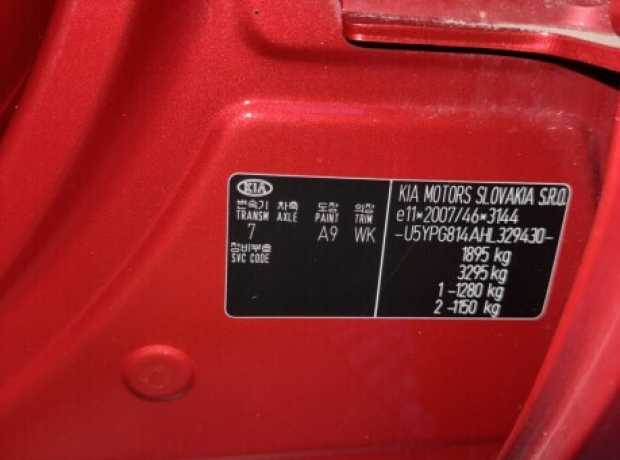 KIA
변속기 차축 도장 의장
TRANSM AXLE PAINT TRIM
7 A9 WK
정비부호
SVC CODE
KIA MOTORS SLOVAKIA S.R.O.
e11*2007/46*3144
-U5YPG814AHL329430-
1895 kg
3295 kg
1 -1280 kg
2 -1150 kg